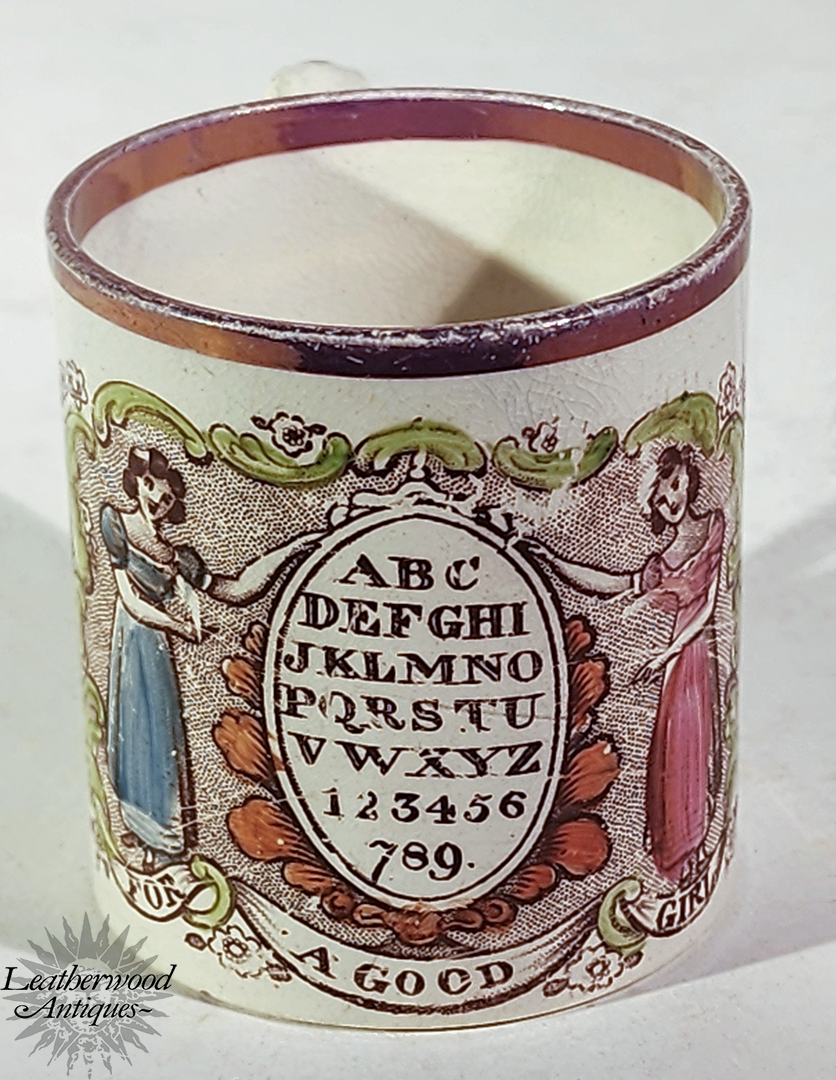 ABC
DEFGHI
JKLMNO
PQRSTU
VWXYZ
123456
789.
FOR A GOOD GIRL
Leatherwood
Antiques~